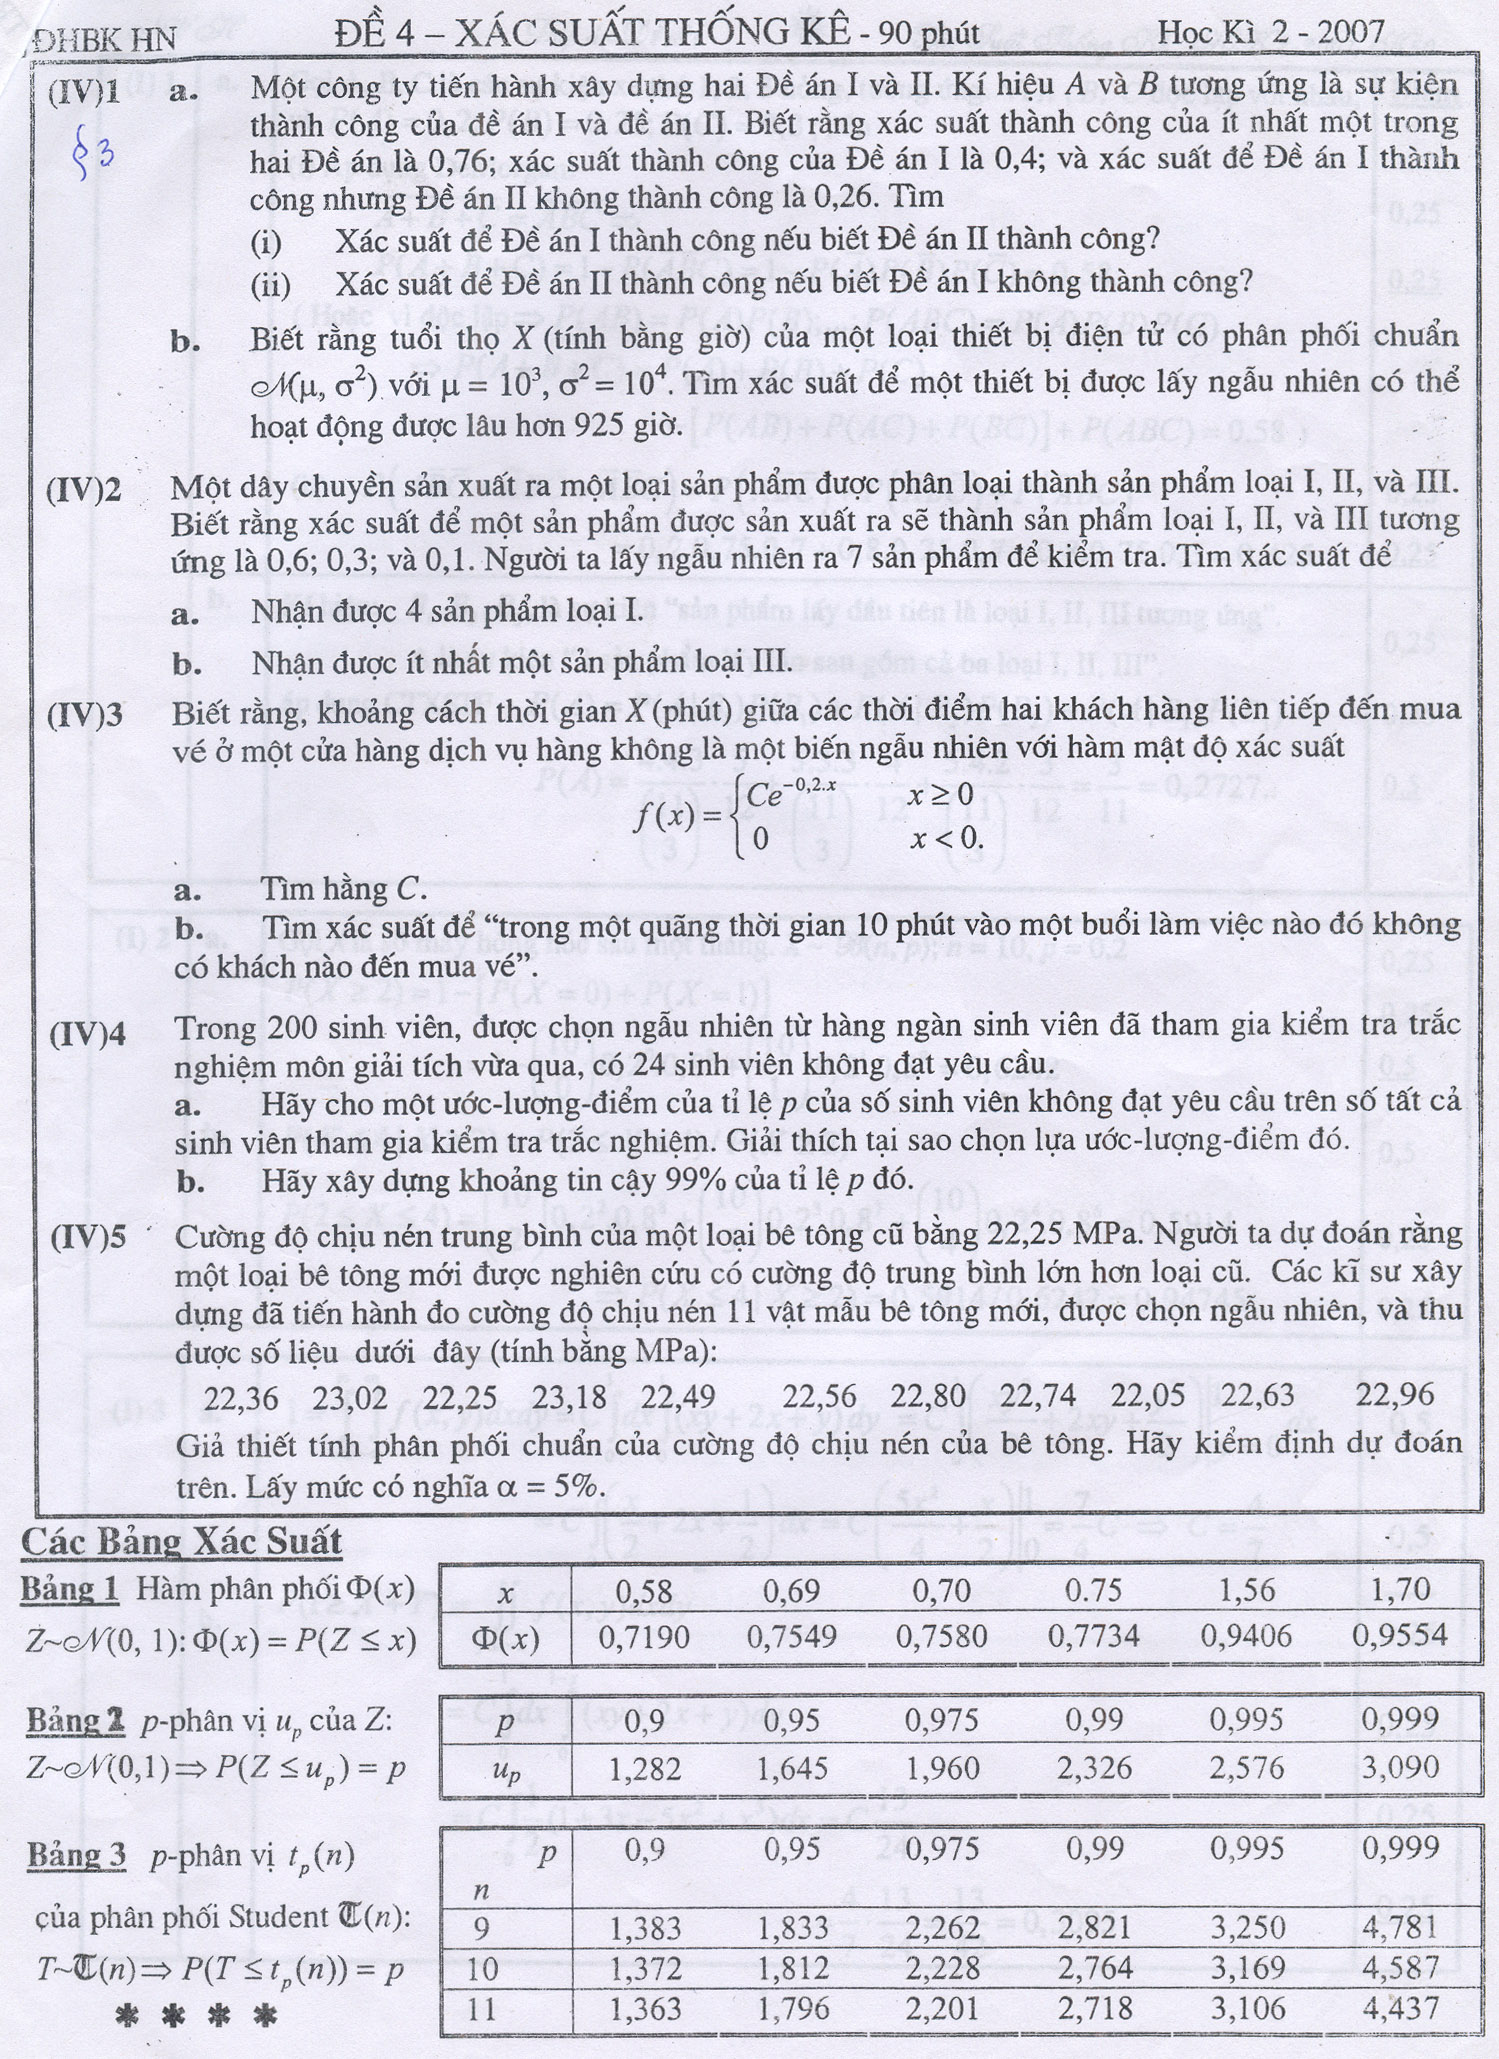 ĐHBK HN ĐỀ 4 – XÁC SUẤT THỐNG KÊ - 90 phút Học Kì 2 - 2007
(IV)1 a. Một công ty tiến hành xây dựng hai Đề án I và II. Kí hiệu A và B tương ứng là sự kiện
§3 thành công của đề án I và đề án II. Biết rằng xác suất thành công của ít nhất một trong
hai Đề án là 0,76; xác suất thành công của Đề án I là 0,4; và xác suất để Đề án I thành
công nhưng Đề án II không thành công là 0,26. Tìm
(i) Xác suất để Đề án I thành công nếu biết Đề án II thành công?
(ii) Xác suất để Đề án II thành công nếu biết Đề án I không thành công?
b. Biết rằng tuổi thọ X (tính bằng giờ) của một loại thiết bị điện tử có phân phối chuẩn
𝒩(μ, σ²) với μ = 10³, σ² = 10⁴. Tìm xác suất để một thiết bị được lấy ngẫu nhiên có thể
hoạt động được lâu hơn 925 giờ.
(IV)2 Một dây chuyền sản xuất ra một loại sản phẩm được phân loại thành sản phẩm loại I, II, và III.
Biết rằng xác suất để một sản phẩm được sản xuất ra sẽ thành sản phẩm loại I, II, và III tương
ứng là 0,6; 0,3; và 0,1. Người ta lấy ngẫu nhiên ra 7 sản phẩm để kiểm tra. Tìm xác suất để
a. Nhận được 4 sản phẩm loại I.
b. Nhận được ít nhất một sản phẩm loại III.
(IV)3 Biết rằng, khoảng cách thời gian X (phút) giữa các thời điểm hai khách hàng liên tiếp đến mua
vé ở một cửa hàng dịch vụ hàng không là một biến ngẫu nhiên với hàm mật độ xác suất
f(x) = { Ce^{-0,2.x} x ≥ 0
0 x < 0.
a. Tìm hằng C.
b. Tìm xác suất để “trong một quãng thời gian 10 phút vào một buổi làm việc nào đó không
có khách nào đến mua vé”.
(IV)4 Trong 200 sinh viên, được chọn ngẫu nhiên từ hàng ngàn sinh viên đã tham gia kiểm tra trắc
nghiệm môn giải tích vừa qua, có 24 sinh viên không đạt yêu cầu.
a. Hãy cho một ước-lượng-điểm của tỉ lệ p của số sinh viên không đạt yêu cầu trên số tất cả
sinh viên tham gia kiểm tra trắc nghiệm. Giải thích tại sao chọn lựa ước-lượng-điểm đó.
b. Hãy xây dựng khoảng tin cậy 99% của tỉ lệ p đó.
(IV)5 Cường độ chịu nén trung bình của một loại bê tông cũ bằng 22,25 MPa. Người ta dự đoán rằng
một loại bê tông mới được nghiên cứu có cường độ trung bình lớn hơn loại cũ. Các kĩ sư xây
dựng đã tiến hành đo cường độ chịu nén 11 vật mẫu bê tông mới, được chọn ngẫu nhiên, và thu
được số liệu dưới đây (tính bằng MPa):
22,36 23,02 22,25 23,18 22,49 22,56 22,80 22,74 22,05 22,63 22,96
Giả thiết tính phân phối chuẩn của cường độ chịu nén của bê tông. Hãy kiểm định dự đoán
trên. Lấy mức có nghĩa α = 5%.
Các Bảng Xác Suất
Bảng 1 Hàm phân phối Φ(x) x 0,58 0,69 0,70 0.75 1,56 1,70
Z~𝒩(0, 1): Φ(x) = P(Z ≤ x) Φ(x) 0,7190 0,7549 0,7580 0,7734 0,9406 0,9554
Bảng 2 p-phân vị u_p của Z: p 0,9 0,95 0,975 0,99 0,995 0,999
Z~𝒩(0,1) ⇒ P(Z ≤ u_p) = p u_p 1,282 1,645 1,960 2,326 2,576 3,090
Bảng 3 p-phân vị t_p(n) p 0,9 0,95 0,975 0,99 0,995 0,999
n
của phân phối Student 𝕿(n): 9 1,383 1,833 2,262 2,821 3,250 4,781
T~𝕿(n) ⇒ P(T ≤ t_p(n)) = p 10 1,372 1,812 2,228 2,764 3,169 4,587
✱ ✱ ✱ ✱ 11 1,363 1,796 2,201 2,718 3,106 4,437